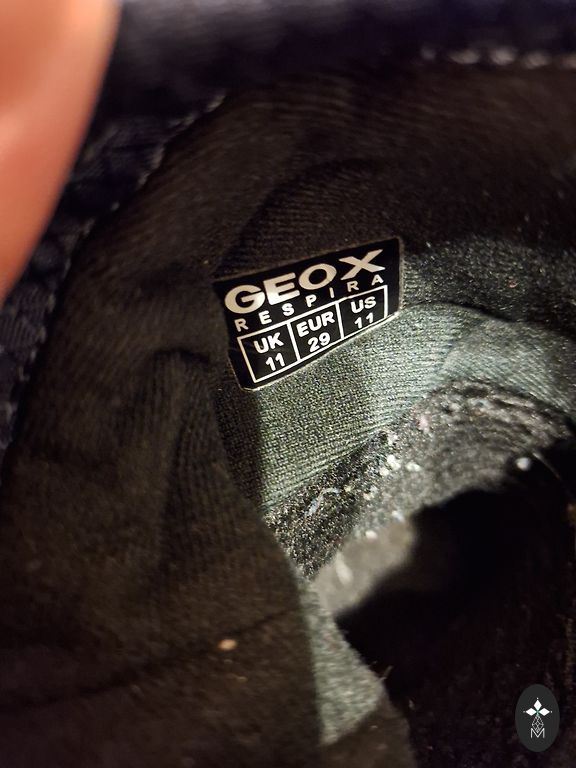 GEOX
RESPIRA
UK EUR US
11 29 11
M